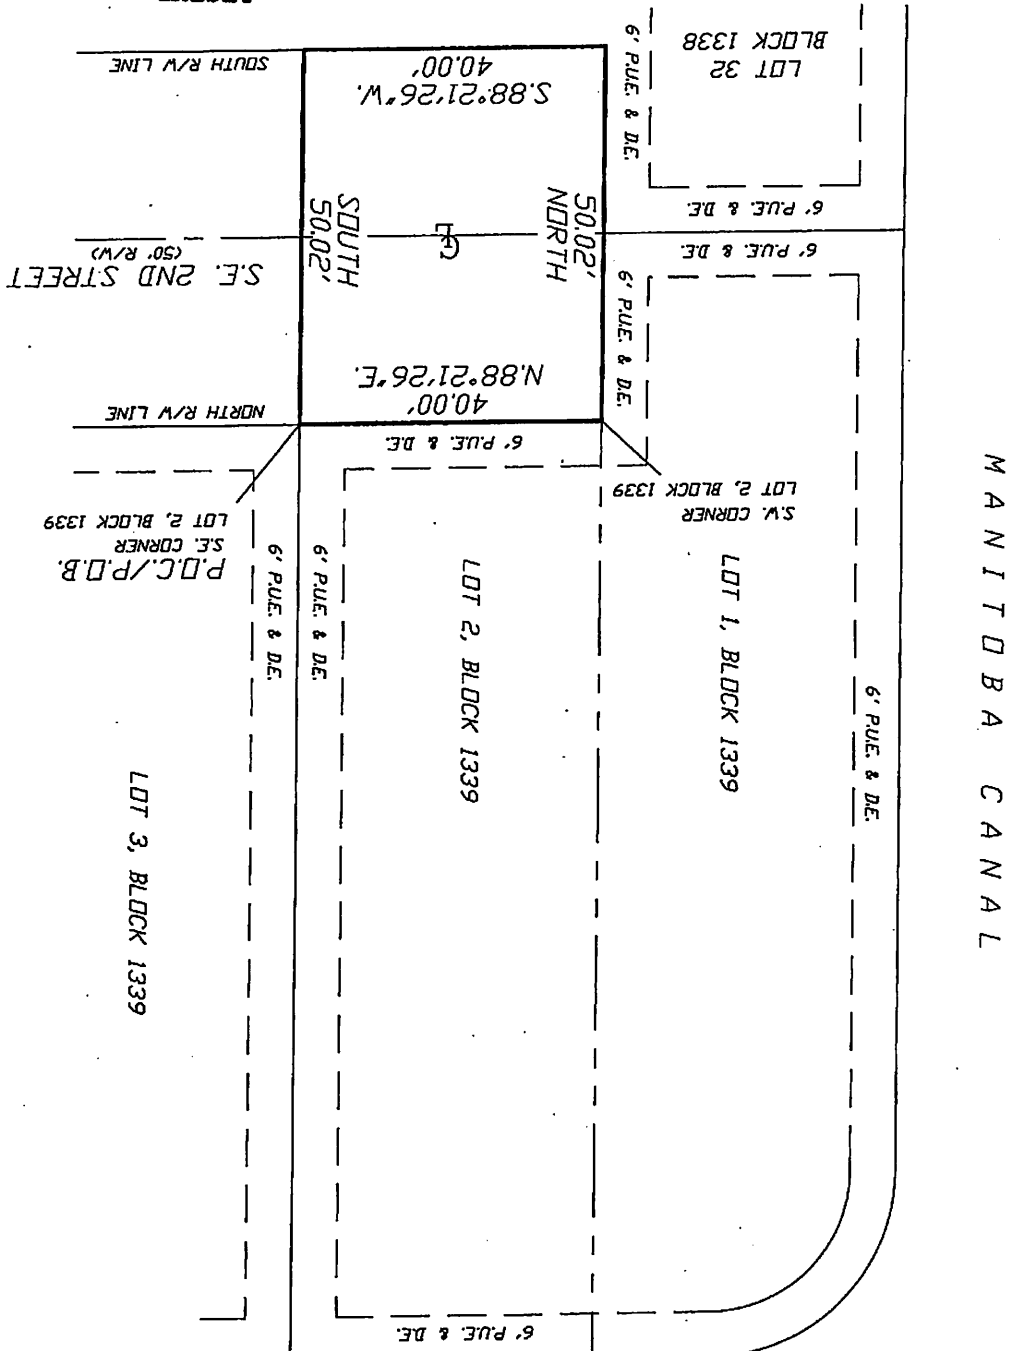 6' P.U.E. & D.E.
MANITOBA CANAL
LOT 1, BLOCK 1339
LOT 2, BLOCK 1339
LOT 3, BLOCK 1339
6' P.U.E. & D.E.
6' P.U.E. & D.E.
6' P.U.E. & D.E.
P.O.C./P.O.B.
S.E. CORNER
LOT 2, BLOCK 1339
S.W. CORNER
LOT 2, BLOCK 1339
6' P.U.E. & D.E.
NORTH R/W LINE
40.00'
N.88°21'26"E.
6' P.U.E. & D.E.
S.E. 2ND STREET
(50' R/W)
6' P.U.E. & D.E.
6' P.U.E. & D.E.
NORTH
50.02'
SOUTH
50.02'
CL
S.88°21'26"W.
40.00'
SOUTH R/W LINE
6' P.U.E. & D.E.
LOT 32
BLOCK 1338